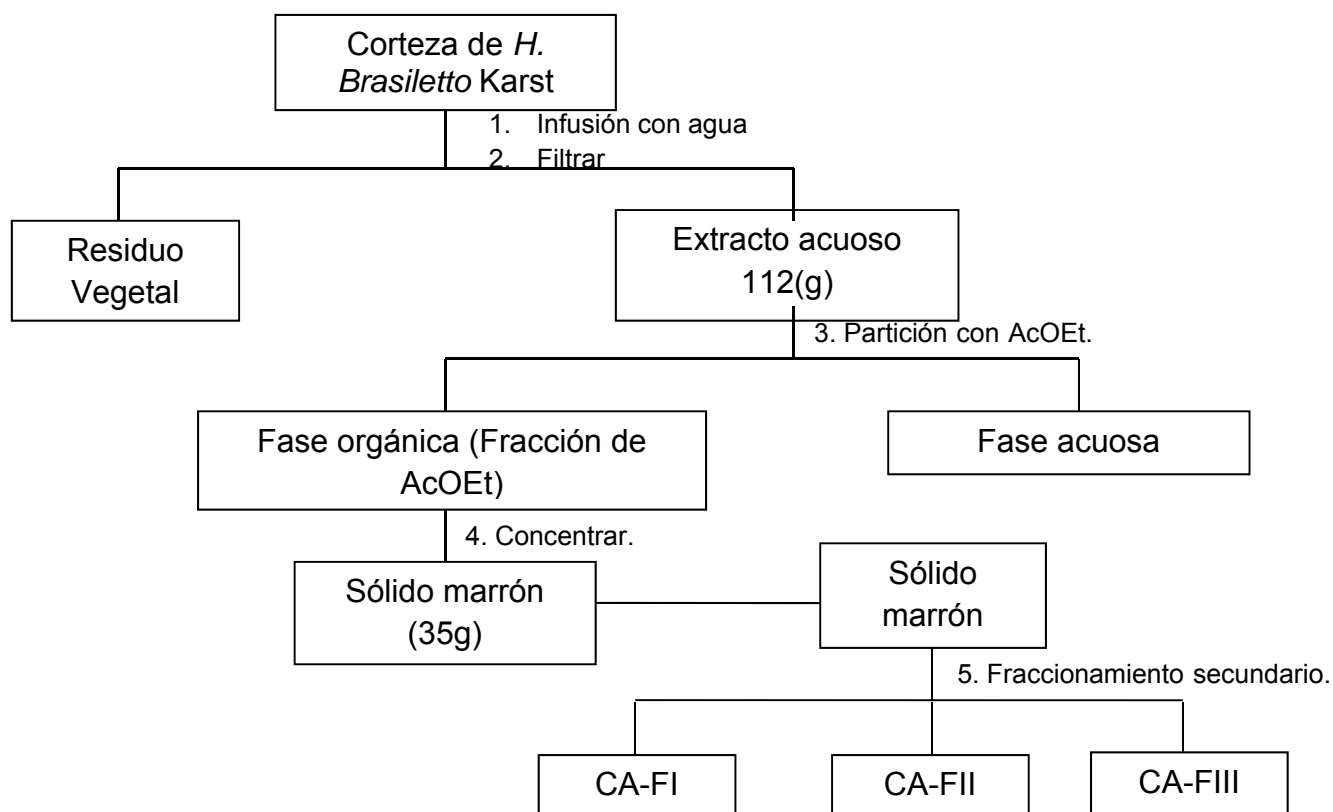 Corteza de H.
Brasiletto Karst
1. Infusión con agua
2. Filtrar
Residuo
Vegetal
Extracto acuoso
112(g)
3. Partición con AcOEt.
Fase orgánica (Fracción de
AcOEt)
Fase acuosa
4. Concentrar.
Sólido marrón
(35g)
Sólido
marrón
5. Fraccionamiento secundario.
CA-FI
CA-FII
CA-FIII